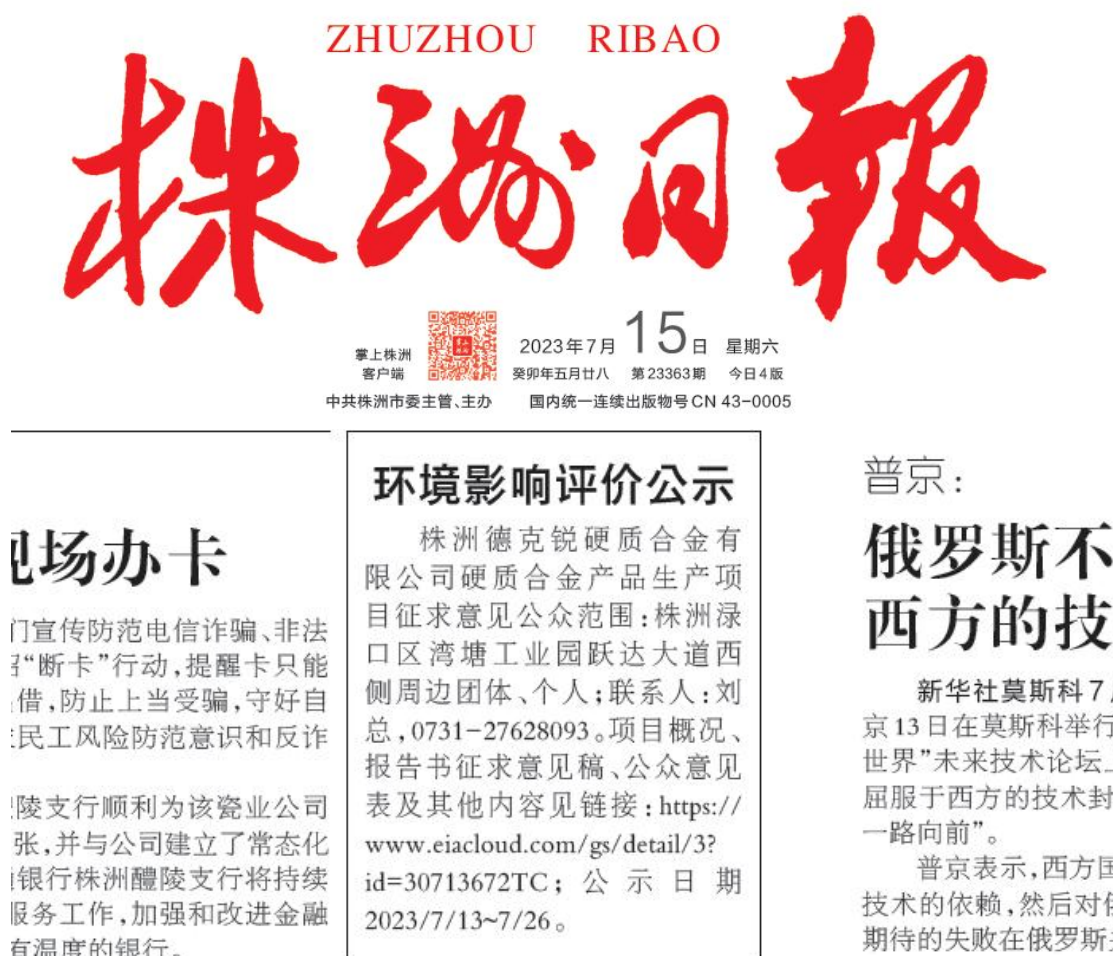 ZHUZHOU RIBAO
株洲日報
掌上株洲
客户端
2023年7月15日 星期六
癸卯年五月廿八 第23363期 今日4版
中共株洲市委主管、主办 国内统一连续出版物号CN 43-0005
现场办卡
们宣传防范电信诈骗、非法
“断卡”行动,提醒卡只能
借,防止上当受骗,守好自
民工风险防范意识和反诈
陵支行顺利为该瓷业公司
张,并与公司建立了常态化
银行株洲醴陵支行将持续
服务工作,加强和改进金融
有温度的银行。
环境影响评价公示
株洲德克锐硬质合金有
限公司硬质合金产品生产项
目征求意见公众范围:株洲渌
口区湾塘工业园跃达大道西
侧周边团体、个人;联系人:刘
总,0731-27628093。项目概况、
报告书征求意见稿、公众意见
表及其他内容见链接:https://
www.eiacloud.com/gs/detail/3?
id=30713672TC;公示日期
2023/7/13~7/26。
普京:
俄罗斯不
西方的技
新华社莫斯科7
京13日在莫斯科举行
世界”未来技术论坛
屈服于西方的技术封
一路向前”。
普京表示,西方国
技术的依赖,然后对俄
期待的失败在俄罗斯